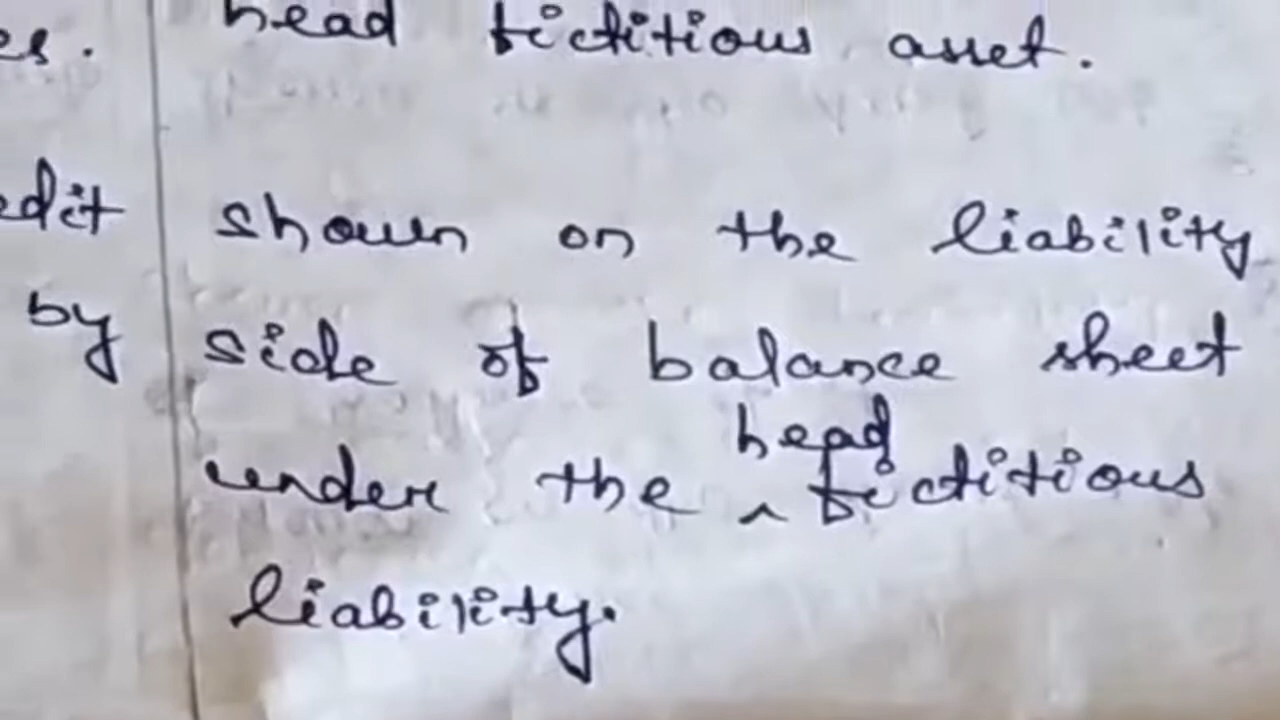 es. head fictitious asset.
edit shown on the liability
by side of balance sheet
under the ^ head fictitious
liability.